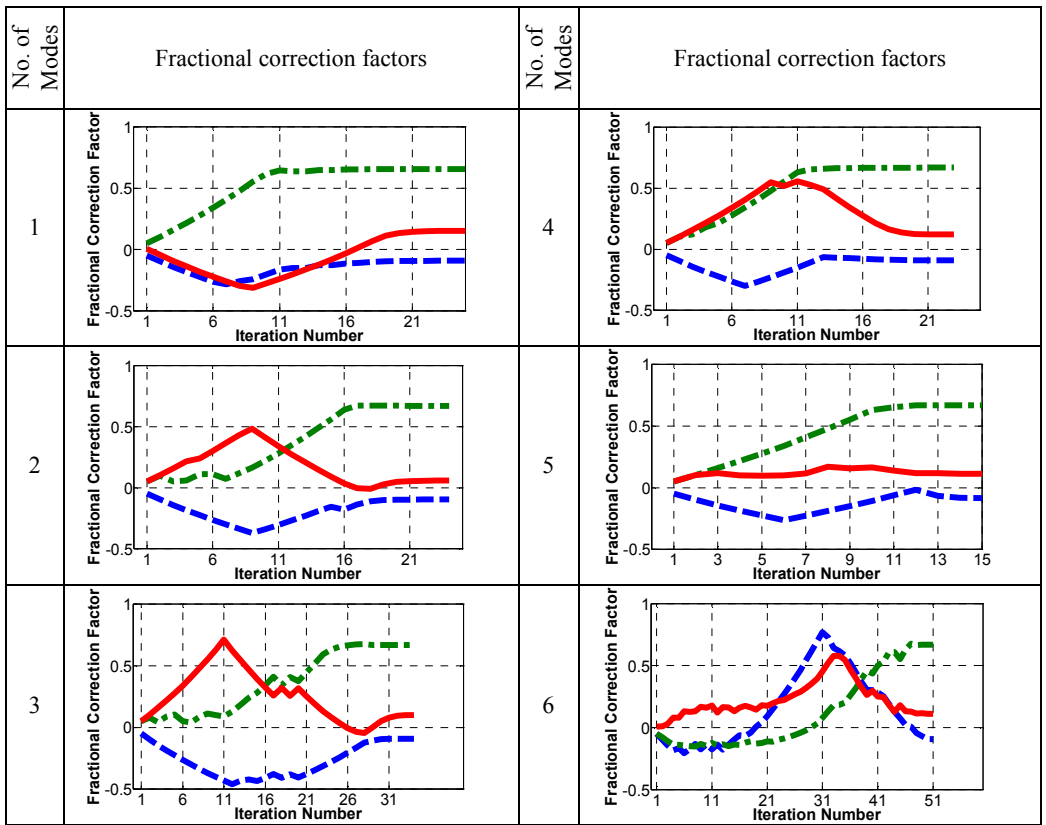 No. of Modes
Fractional correction factors
No. of Modes
Fractional correction factors
1
Fractional Correction Factor
1
0.5
0
-0.5
1 6 11 16 21
Iteration Number
4
Fractional Correction Factor
1
0.5
0
-0.5
1 6 11 16 21
Iteration Number
2
Fractional Correction Factor
1
0.5
0
-0.5
1 6 11 16 21
Iteration Number
5
Fractional Correction Factor
1
0.5
0
-0.5
1 3 5 7 9 11 13 15
Iteration Number
3
Fractional Correction Factor
1
0.5
0
-0.5
1 6 11 16 21 26 31
Iteration Number
6
Fractional Correction Factor
1
0.5
0
-0.5
1 11 21 31 41 51
Iteration Number